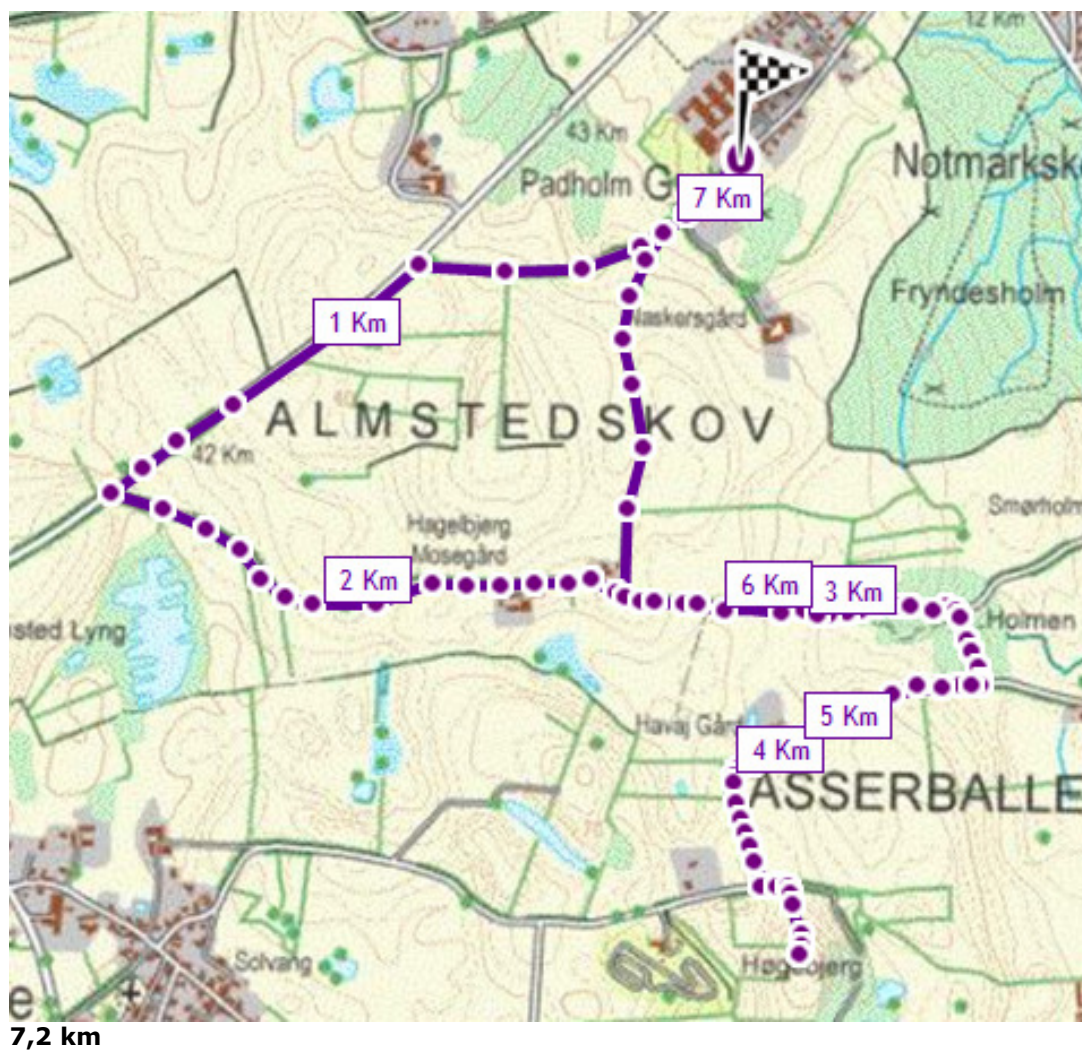 12 Km
43 Km
Padholm
Notmarksk
7 Km
Fryndesholm
1 Km
Naskersgård
ALMSTEDSKOV
42 Km
Smørholm
Hagelbjerg
Mosegård
2 Km
6 Km
3 Km
Holmen
sted Lyng
5 Km
Havaj Gård
4 Km
ASSERBALLE
Solvang
Høgebjerg
7,2 km